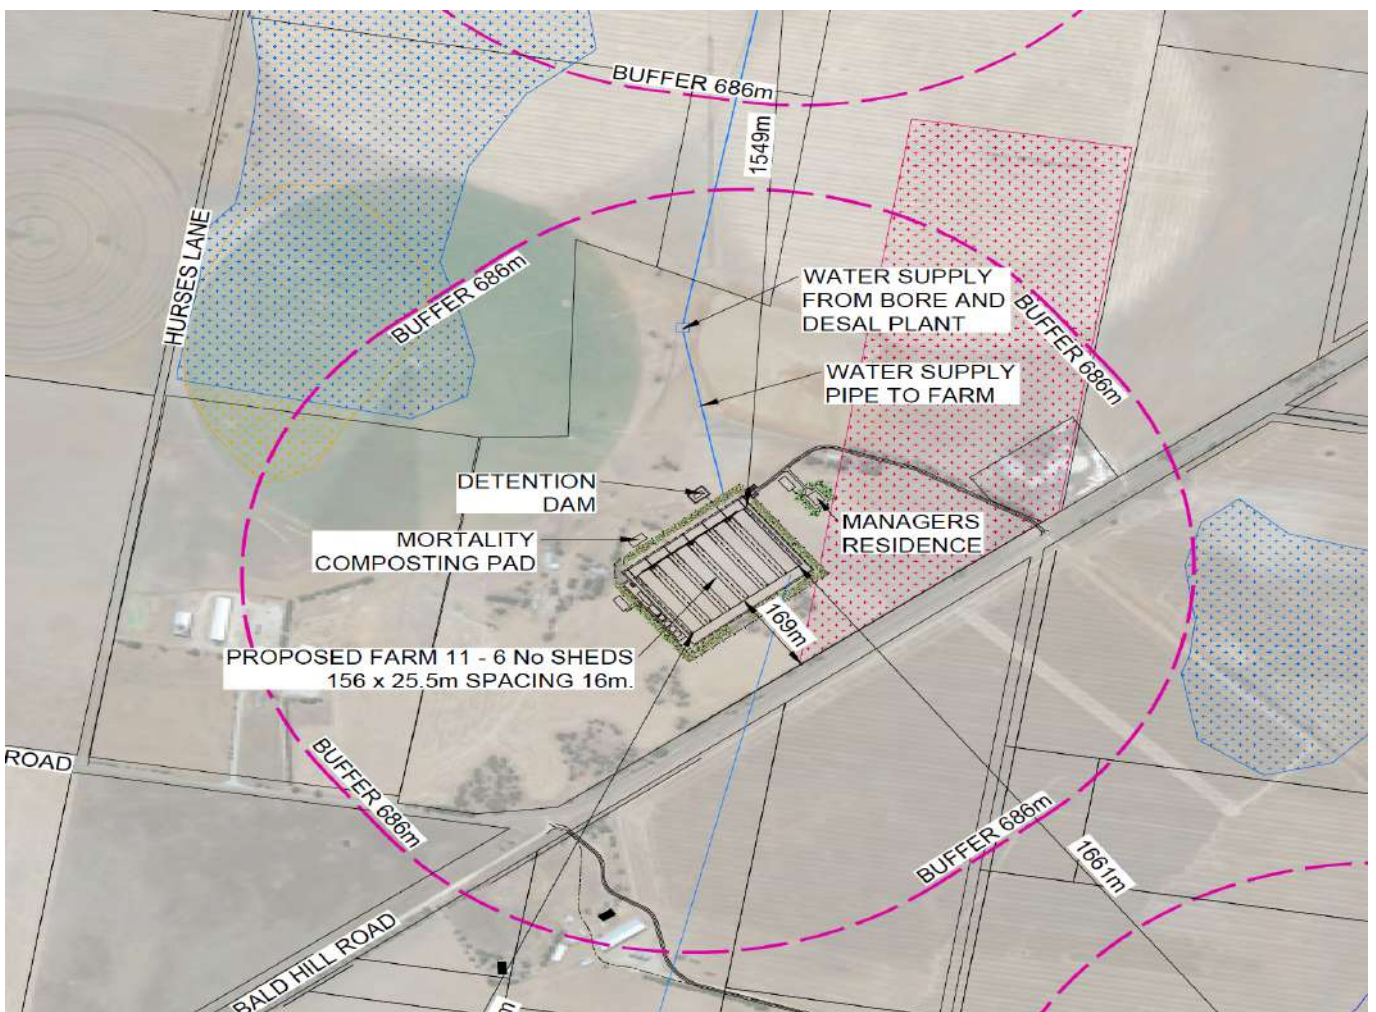 BUFFER 686m
1549m
HURSES LANE
BUFFER 686m
WATER SUPPLY
FROM BORE AND
DESAL PLANT
BUFFER 686m
WATER SUPPLY
PIPE TO FARM
DETENTION
DAM
MANAGERS
RESIDENCE
MORTALITY
COMPOSTING PAD
169m
PROPOSED FARM 11 - 6 No SHEDS
156 x 25.5m SPACING 16m.
ROAD
BUFFER 686m
BUFFER 686m
1661m
BALD HILL ROAD
m